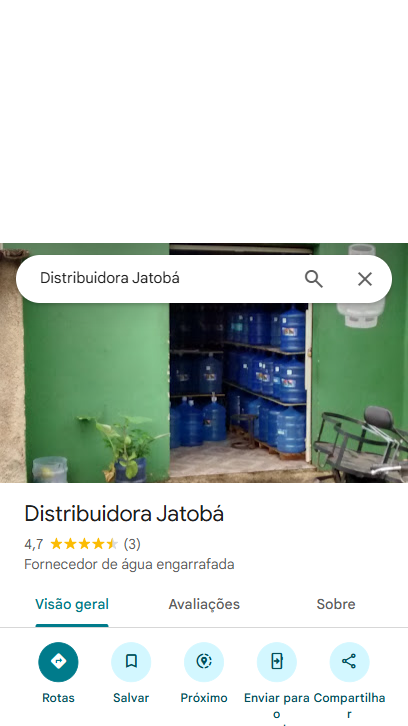 Distribuidora Jatobá
Distribuidora Jatobá
4,7 (3)
Fornecedor de água engarrafada
Visão geral Avaliações Sobre
Rotas Salvar Próximo Enviar para o Compartilhar